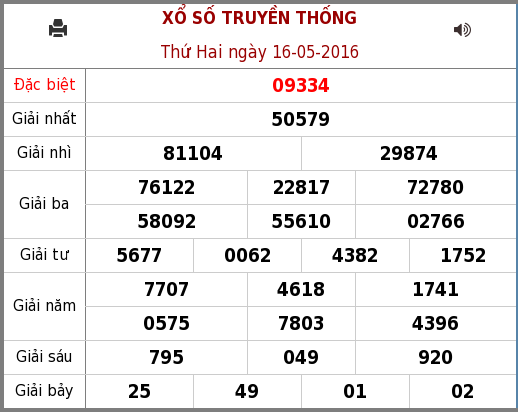 XỔ SỐ TRUYỀN THỐNG
Thứ Hai ngày 16-05-2016
Đặc biệt 09334
Giải nhất 50579
Giải nhì 81104 29874
Giải ba 76122 22817 72780
58092 55610 02766
Giải tư 5677 0062 4382 1752
Giải năm 7707 4618 1741
0575 7803 4396
Giải sáu 795 049 920
Giải bảy 25 49 01 02